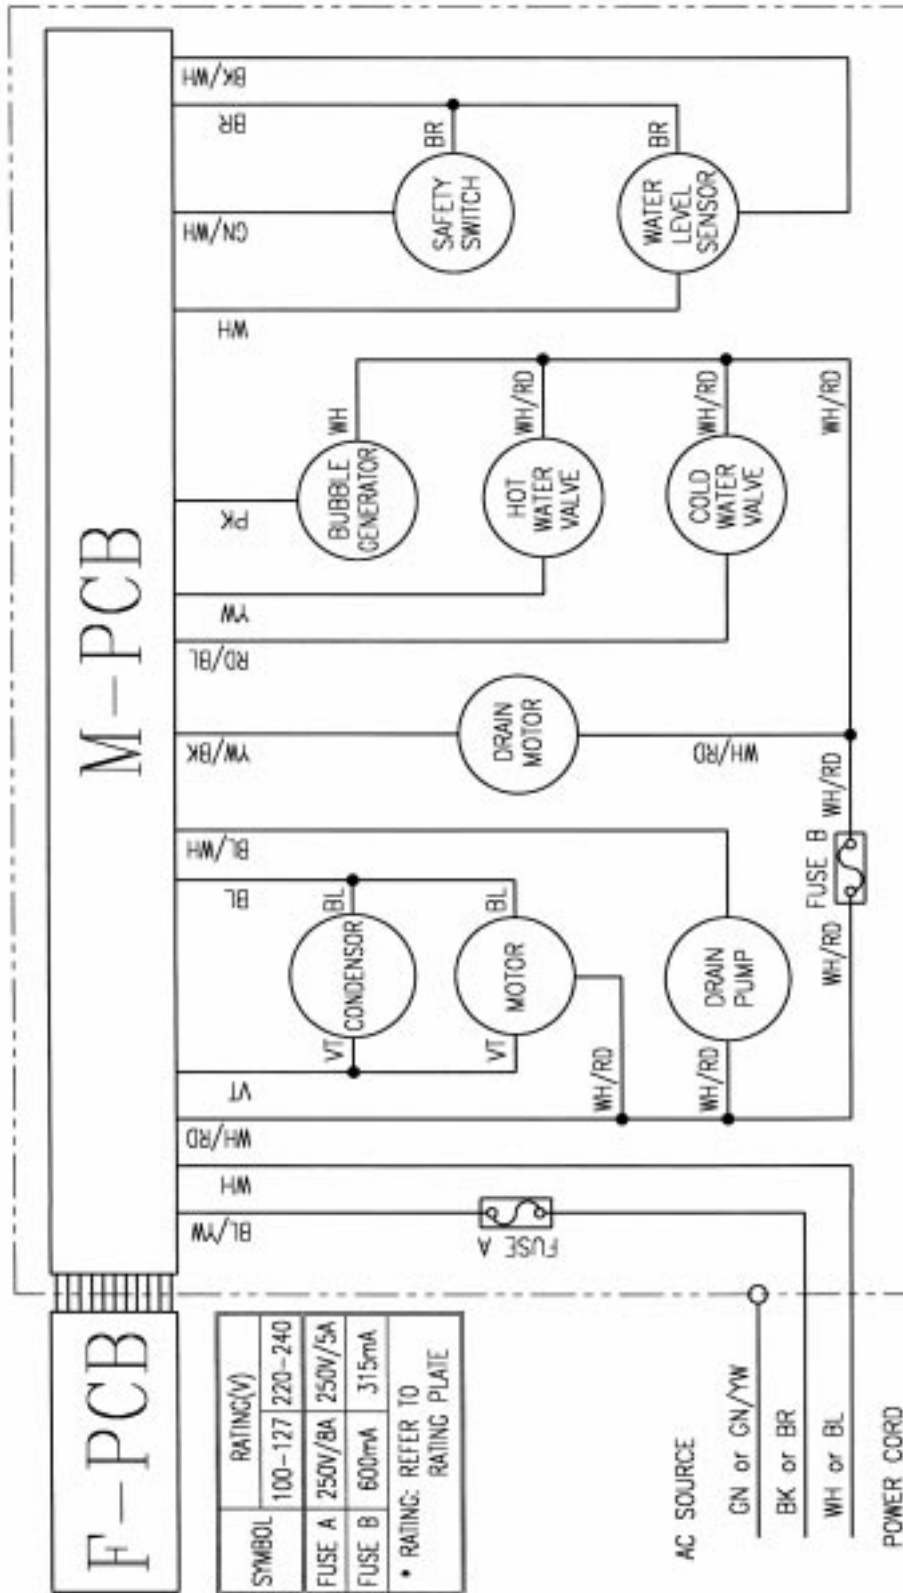 F-PCB
M-PCB
BL/YW
WH
WH/RD
VT
BL
BL/WH
YW/BK
RD/BL
YW
PK
WH
GN/WH
BR
BK/WH
SYMBOL
RATING(V)
100-127
220-240
FUSE A
250V/8A
250V/5A
FUSE B
600mA
315mA
* RATING: REFER TO
RATING PLATE
FUSE A
VT
CONDENSOR
BL
VT
MOTOR
BL
WH/RD
WH/RD
DRAIN
PUMP
DRAIN
MOTOR
WH/RD
BUBBLE
GENERATOR
WH
HOT
WATER
VALVE
WH/RD
COLD
WATER
VALVE
WH/RD
SAFETY
SWITCH
BR
WATER
LEVEL
SENSOR
BR
WH/RD
FUSE B
WH/RD
WH/RD
AC SOURCE
GN or GN/YW
BK or BR
WH or BL
POWER CORD